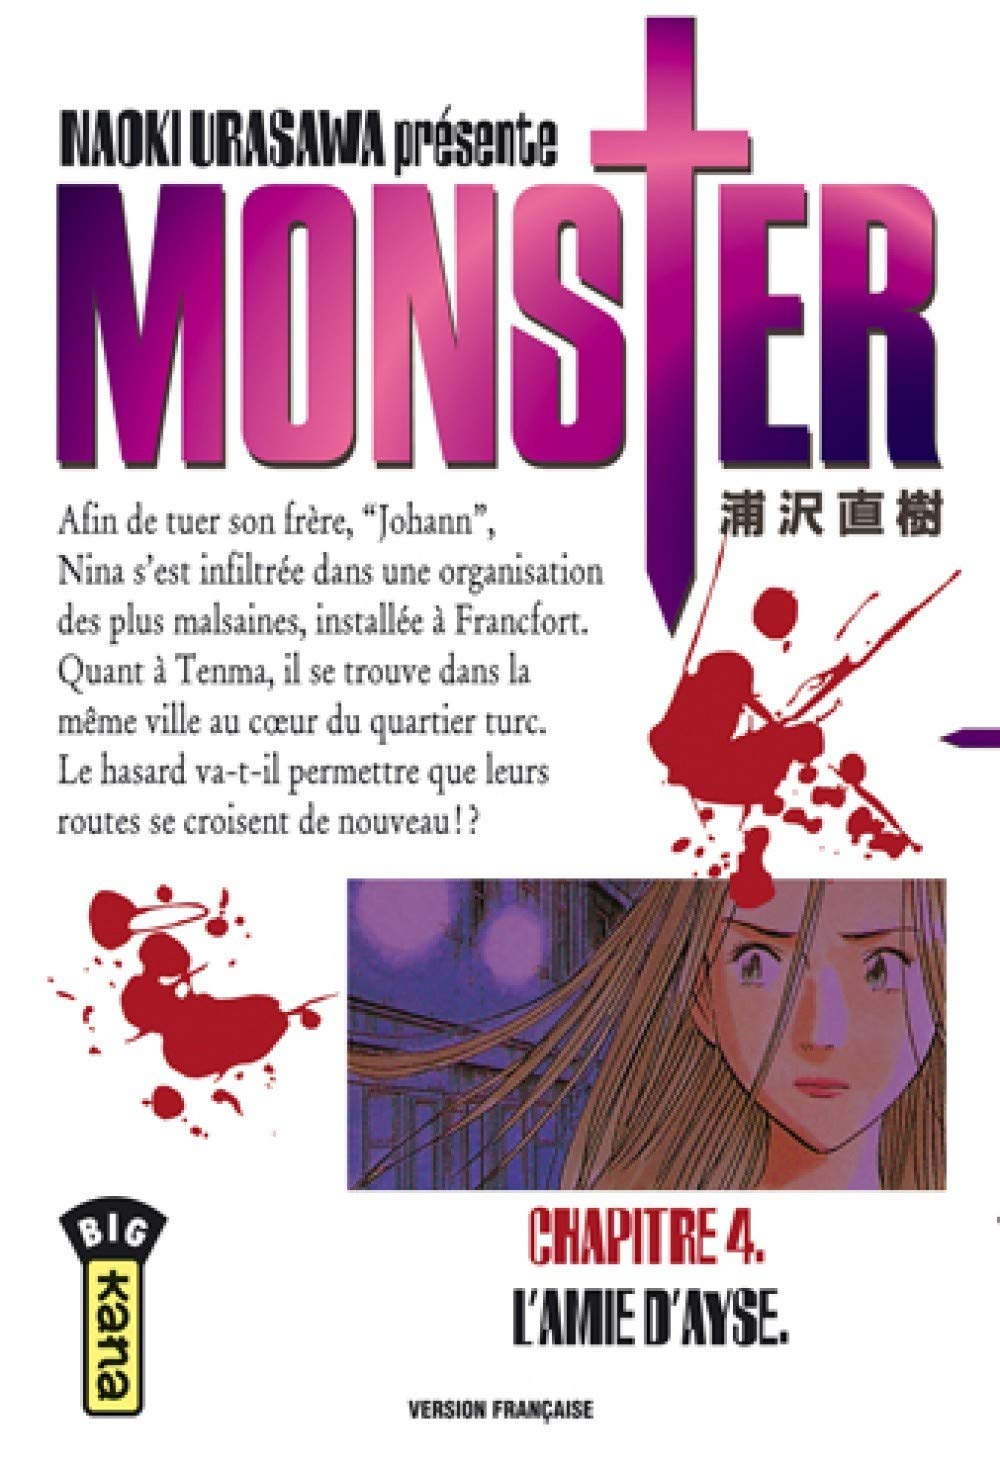 NAOKI URASAWA présente
MONSTER
浦沢直樹
Afin de tuer son frère, “Johann”,
Nina s’est infiltrée dans une organisation
des plus malsaines, installée à Francfort.
Quant à Tenma, il se trouve dans la
même ville au cœur du quartier turc.
Le hasard va-t-il permettre que leurs
routes se croisent de nouveau!?
CHAPITRE 4.
L’AMIE D’AYSE.
BIG
kana
VERSION FRANÇAISE